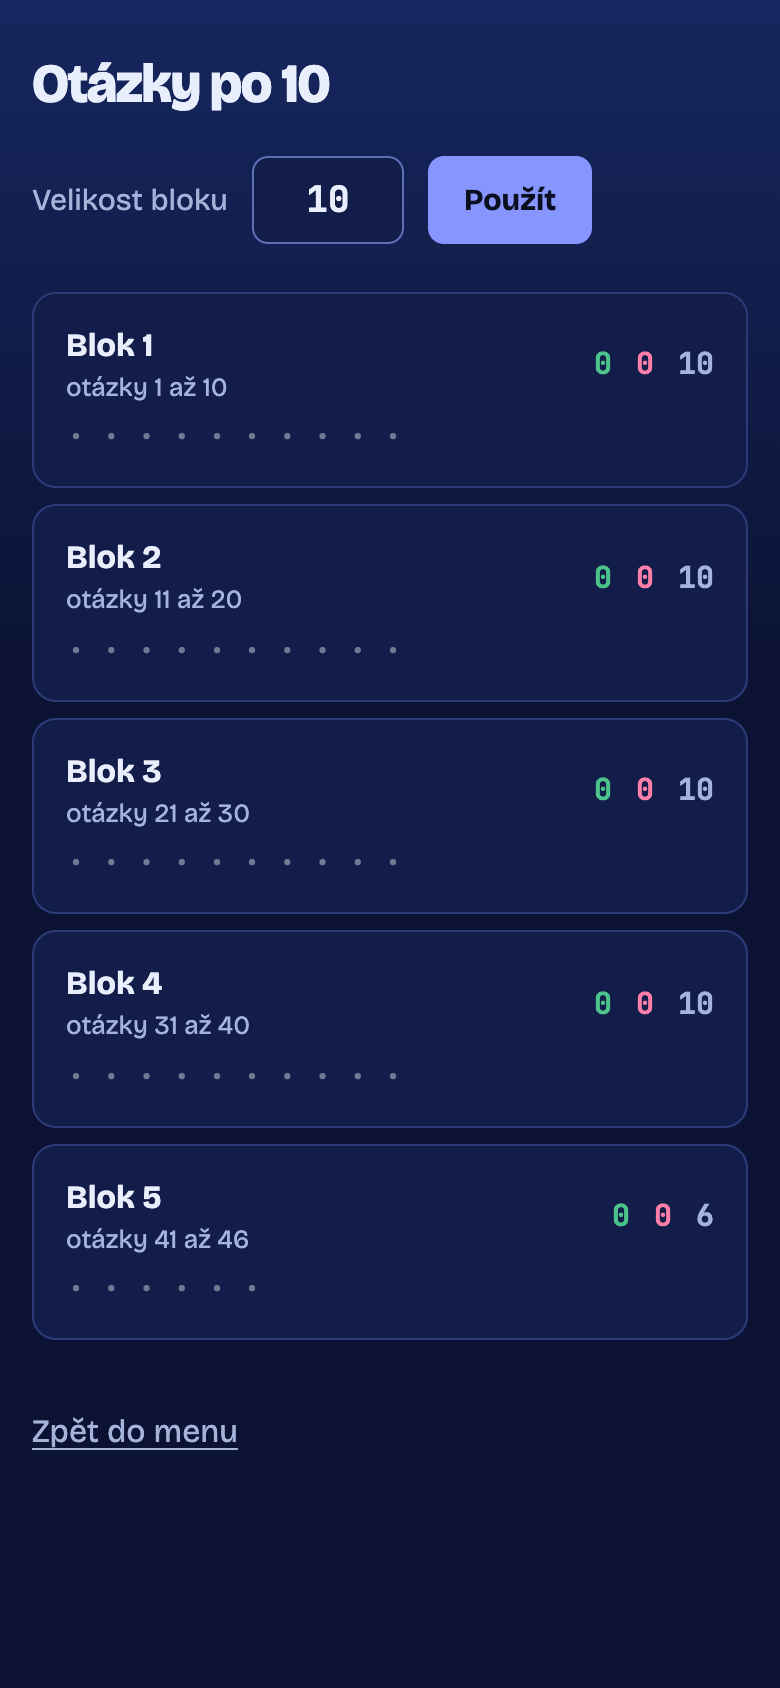 Otázky po 10
Velikost bloku 10 Použít
Blok 1
otázky 1 až 10
0 0 10
Blok 2
otázky 11 až 20
0 0 10
Blok 3
otázky 21 až 30
0 0 10
Blok 4
otázky 31 až 40
0 0 10
Blok 5
otázky 41 až 46
0 0 6
Zpět do menu